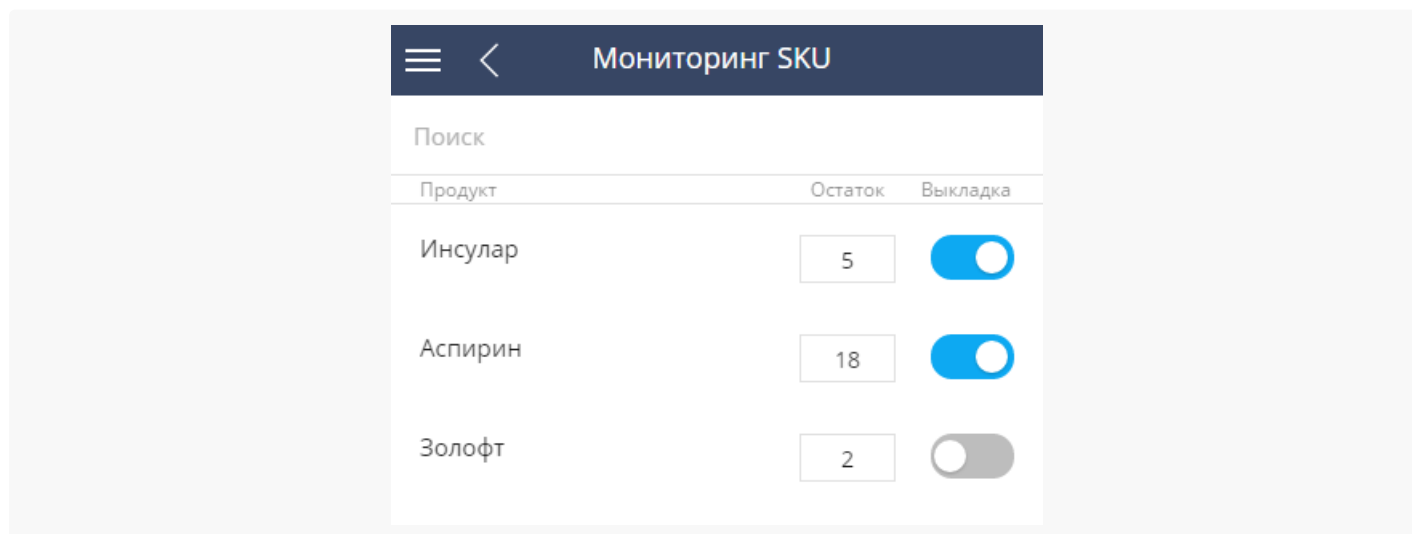 Мониторинг SKU
Поиск
Продукт Остаток Выкладка
Инсулар 5
Аспирин 18
Золофт 2